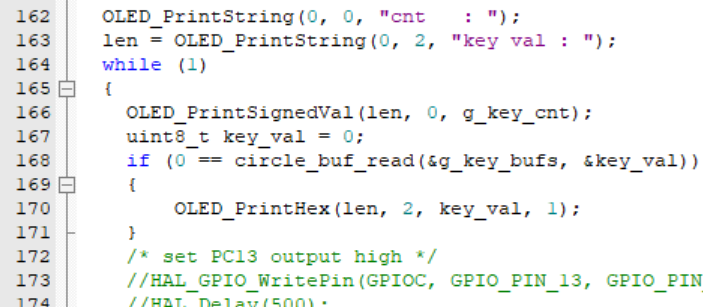 162 OLED_PrintString(0, 0, "cnt   : ");
163 len = OLED_PrintString(0, 2, "key val : ");
164 while (1)
165 {
166 OLED_PrintSignedVal(len, 0, g_key_cnt);
167 uint8_t key_val = 0;
168 if (0 == circle_buf_read(&g_key_bufs, &key_val))
169 {
170 OLED_PrintHex(len, 2, key_val, 1);
171 }
172 /* set PC13 output high */
173 //HAL_GPIO_WritePin(GPIOC, GPIO_PIN_13, GPIO_PIN_
174 //HAL_Delay(500);